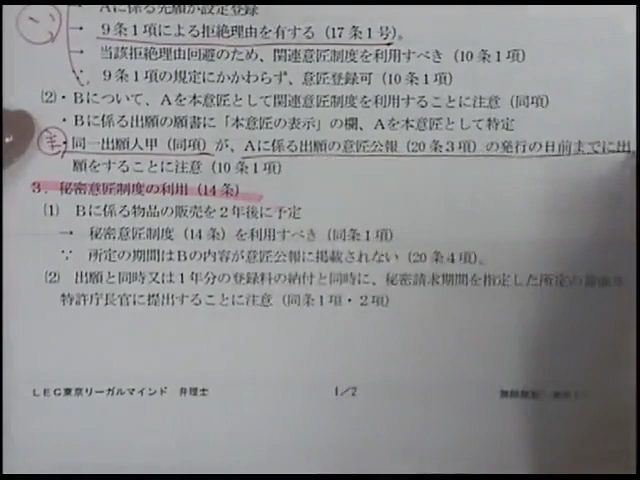 Aに係る先願が設定登録
→ 9条1項による拒絶理由を有する(17条1号)。
→ 当該拒絶理由回避のため、関連意匠制度を利用すべき(10条1項)
∵ 9条1項の規定にかかわらず、意匠登録可(10条1項)
(2)・Bについて、Aを本意匠として関連意匠制度を利用することに注意(同項)
・Bに係る出願の願書に「本意匠の表示」の欄、Aを本意匠として特定
・同一出願人甲(同項)が、Aに係る出願の意匠公報(20条3項)の発行の日前までに出
願をすることに注意(10条1項)
3.秘密意匠制度の利用(14条)
(1) Bに係る物品の販売を2年後に予定
→ 秘密意匠制度(14条)を利用すべき(同条1項)
∵ 所定の期間はBの内容が意匠公報に掲載されない(20条4項)。
(2) 出願と同時又は1年分の登録料の納付と同時に、秘密請求期間を指定した所定の
特許庁長官に提出することに注意(同条1項・2項)
LEC東京リーガルマインド 弁理士
1/2